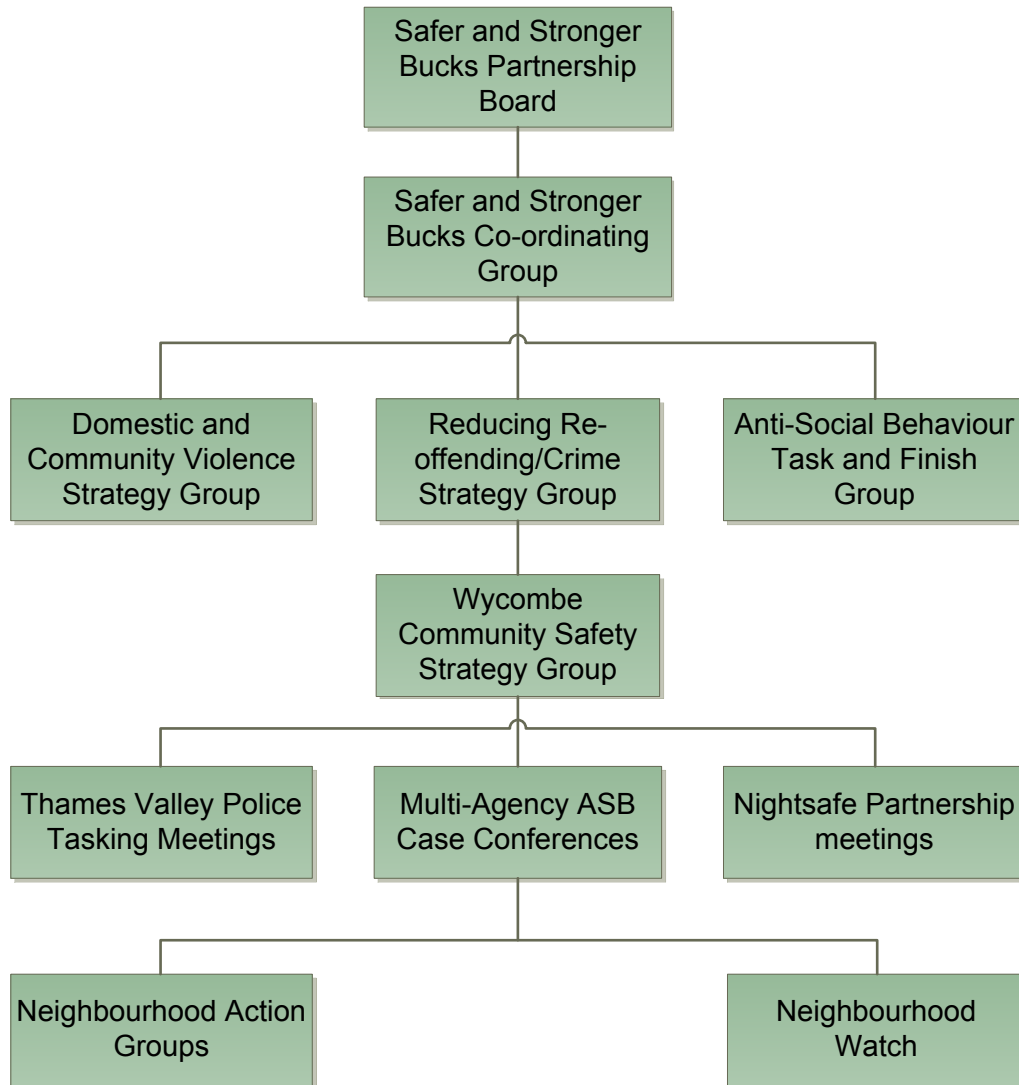 Safer and Stronger
Bucks Partnership
Board
Safer and Stronger
Bucks Co-ordinating
Group
Domestic and
Community Violence
Strategy Group
Reducing Re-
offending/Crime
Strategy Group
Anti-Social Behaviour
Task and Finish
Group
Wycombe
Community Safety
Strategy Group
Thames Valley Police
Tasking Meetings
Multi-Agency ASB
Case Conferences
Nightsafe Partnership
meetings
Neighbourhood Action
Groups
Neighbourhood
Watch